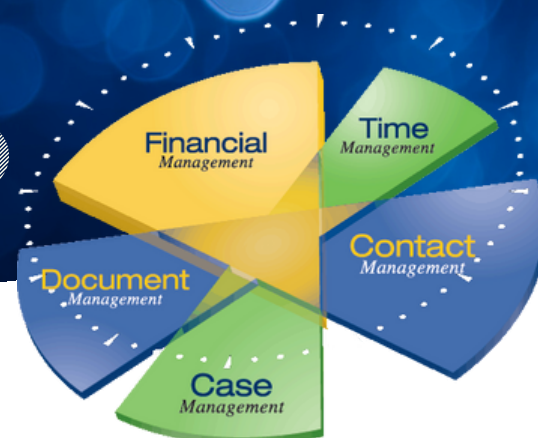 Financial
Management
Time
Management
Contact
Management
Document
Management
Case
Management